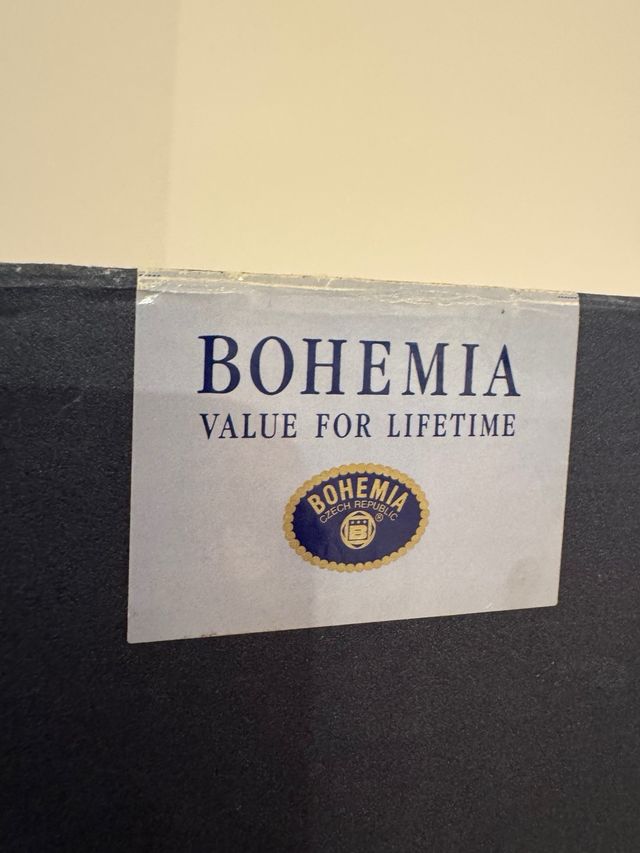 BOHEMIA
VALUE FOR LIFETIME
BOHEMIA
CZECH REPUBLIC
B ®